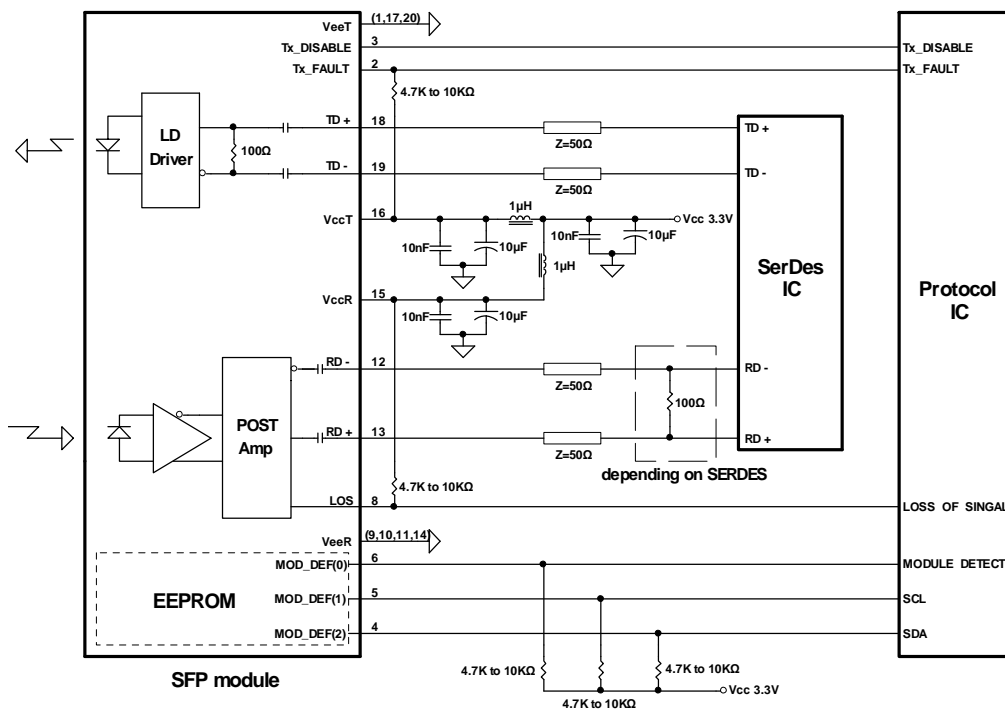 VeeT (1,17,20)
Tx_DISABLE 3 Tx_DISABLE
Tx_FAULT 2 Tx_FAULT
4.7K to 10KΩ
LD Driver
100Ω
TD + 18 Z=50Ω TD +
TD - 19 Z=50Ω TD -
1µH
VccT 16 Vcc 3.3V
10nF 10µF 10nF 10µF
1µH
SerDes IC
Protocol IC
VccR 15
10nF 10µF
RD - 12 Z=50Ω RD -
100Ω
POST Amp
RD + 13 Z=50Ω RD +
depending on SERDES
4.7K to 10KΩ
LOS 8 LOSS OF SINGAL
VeeR (9,10,11,14)
MOD_DEF(0) 6 MODULE DETECT
EEPROM
MOD_DEF(1) 5 SCL
MOD_DEF(2) 4 SDA
4.7K to 10KΩ 4.7K to 10KΩ
SFP module
4.7K to 10KΩ
Vcc 3.3V